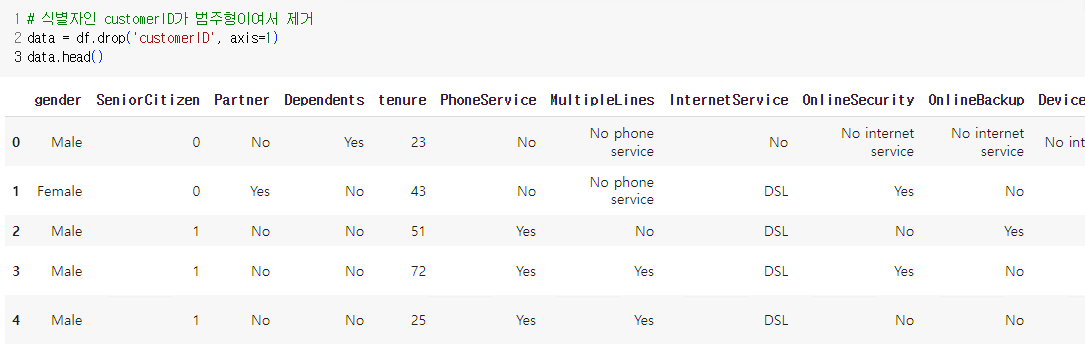 1 # 식별자인 customerID가 범주형이여서 제거
2 data = df.drop('customerID', axis=1)
3 data.head()
gender SeniorCitizen Partner Dependents tenure PhoneService MultipleLines InternetService OnlineSecurity OnlineBackup Device
0 Male 0 No Yes 23 No No phone service No No internet service No internet service No int
1 Female 0 Yes No 43 No No phone service DSL Yes No
2 Male 1 No No 51 Yes No DSL No Yes
3 Male 1 No No 72 Yes Yes DSL Yes No
4 Male 1 No No 25 Yes Yes DSL No No